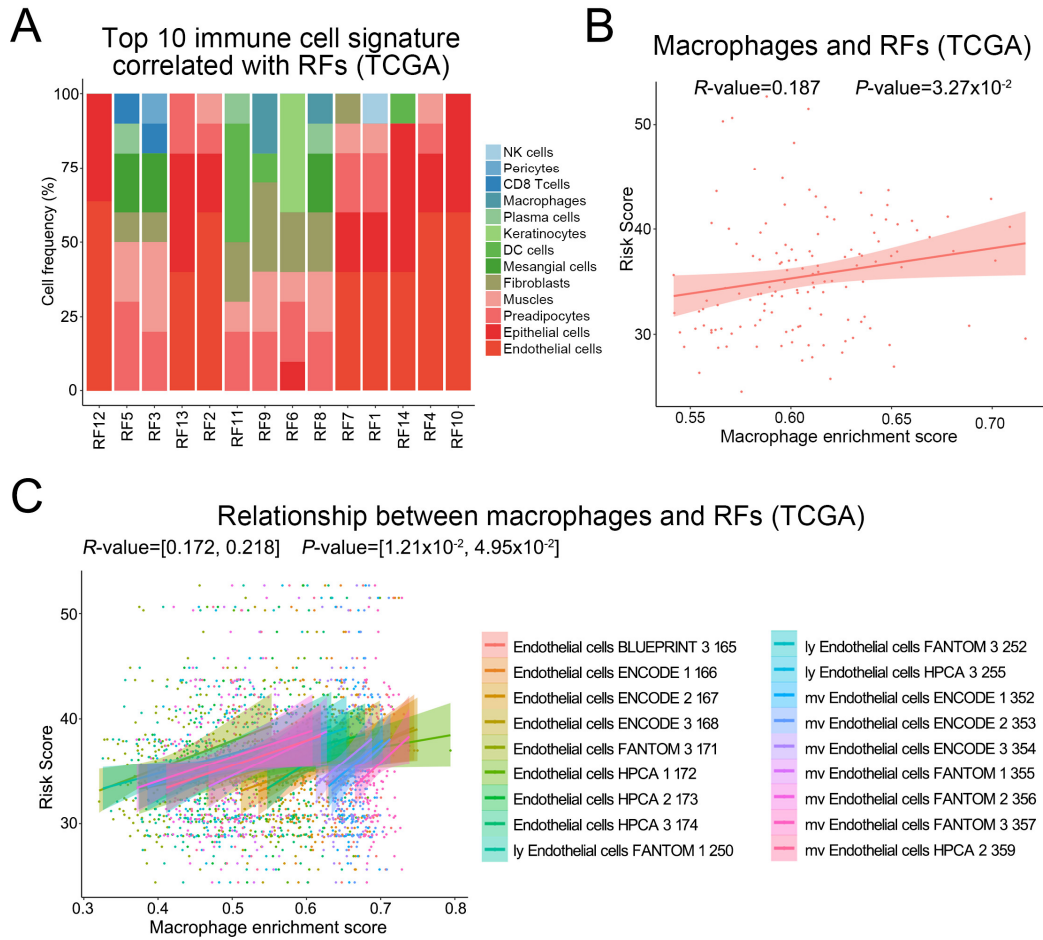 A
Top 10 immune cell signature
correlated with RFs (TCGA)
Cell frequency (%)
100
75
50
25
0
RF12
RF5
RF3
RF13
RF2
RF11
RF9
RF6
RF8
RF7
RF1
RF14
RF4
RF10
NK cells
Pericytes
CD8 Tcells
Macrophages
Plasma cells
Keratinocytes
DC cells
Mesangial cells
Fibroblasts
Muscles
Preadipocytes
Epithelial cells
Endothelial cells
B
Macrophages and RFs (TCGA)
R-value=0.187 P-value=3.27x10-2
Risk Score
50
40
30
0.55 0.60 0.65 0.70
Macrophage enrichment score
C
Relationship between macrophages and RFs (TCGA)
R-value=[0.172, 0.218] P-value=[1.21x10-2, 4.95x10-2]
Risk Score
50
40
30
0.3 0.4 0.5 0.6 0.7 0.8
Macrophage enrichment score
Endothelial cells BLUEPRINT 3 165
Endothelial cells ENCODE 1 166
Endothelial cells ENCODE 2 167
Endothelial cells ENCODE 3 168
Endothelial cells FANTOM 3 171
Endothelial cells HPCA 1 172
Endothelial cells HPCA 2 173
Endothelial cells HPCA 3 174
ly Endothelial cells FANTOM 1 250
ly Endothelial cells FANTOM 3 252
ly Endothelial cells HPCA 3 255
mv Endothelial cells ENCODE 1 352
mv Endothelial cells ENCODE 2 353
mv Endothelial cells ENCODE 3 354
mv Endothelial cells FANTOM 1 355
mv Endothelial cells FANTOM 2 356
mv Endothelial cells FANTOM 3 357
mv Endothelial cells HPCA 2 359